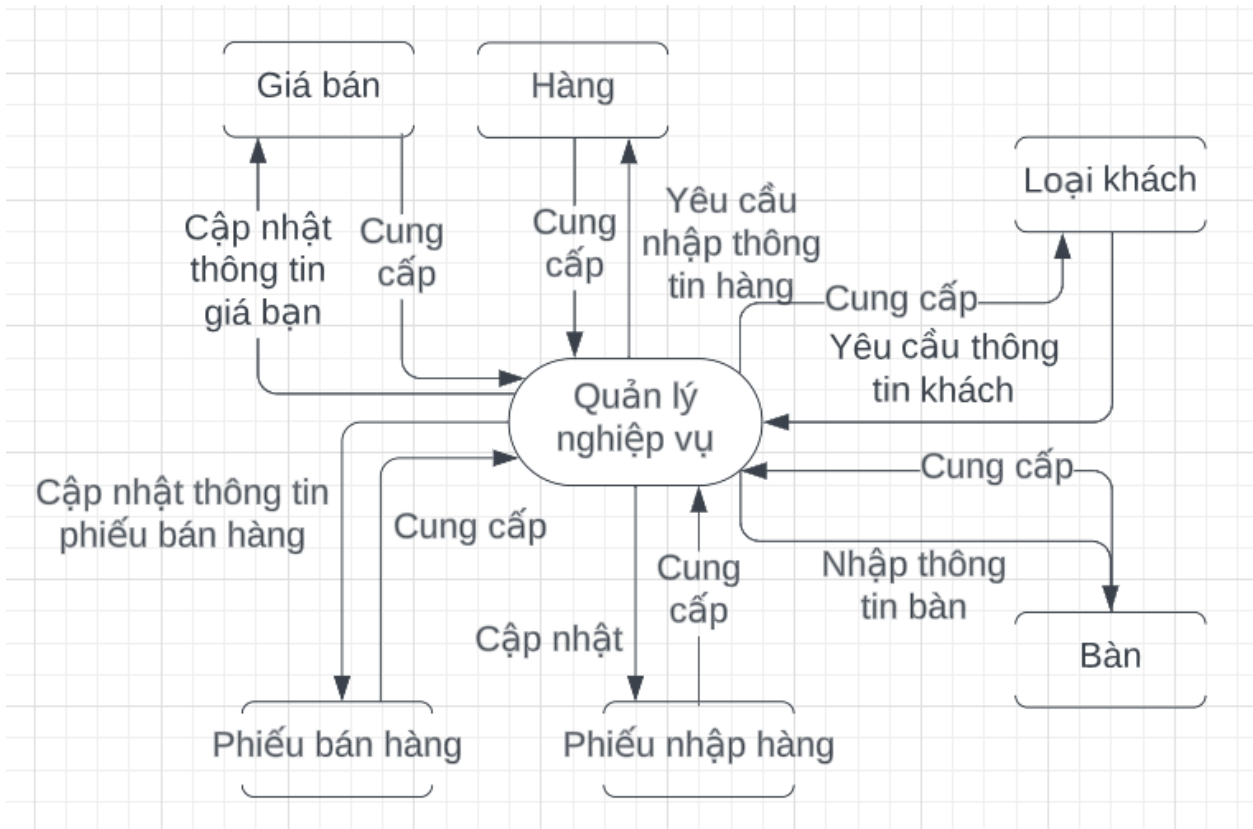 Giá bán
Hàng
Loại khách
Cập nhật
thông tin
giá bạn
Cung
cấp
Cung
cấp
Yêu cầu
nhập thông
tin hàng
Cung cấp
Yêu cầu thông
tin khách
Quản lý
nghiệp vụ
Cung cấp
Cập nhật thông tin
phiếu bán hàng
Cung cấp
Cung
cấp
Nhập thông
tin bàn
Cập nhật
Bàn
Phiếu bán hàng
Phiếu nhập hàng